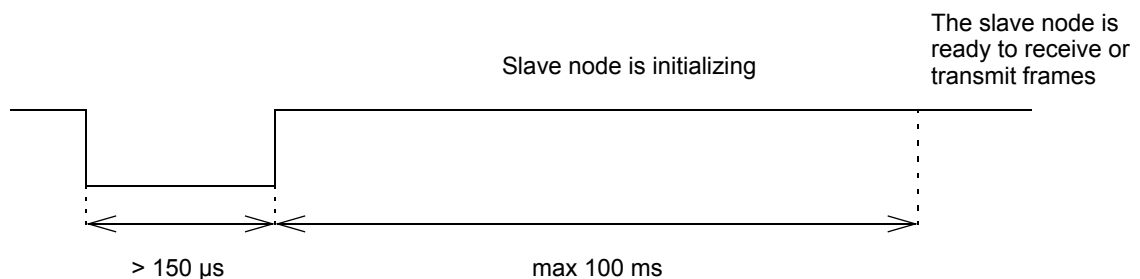 The slave node is
ready to receive or
transmit frames
Slave node is initializing
> 150 µs
max 100 ms